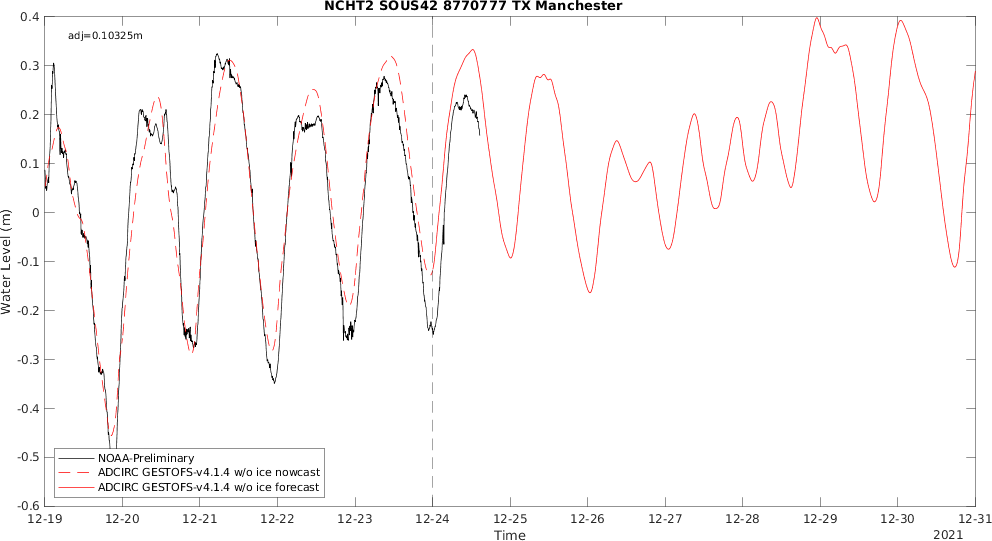 NCHT2 SOUS42 8770777 TX Manchester
adj=0.10325m
0.4
0.3
0.2
0.1
0
-0.1
-0.2
-0.3
-0.4
-0.5
-0.6
Water Level (m)
NOAA-Preliminary
ADCIRC GESTOFS-v4.1.4 w/o ice nowcast
ADCIRC GESTOFS-v4.1.4 w/o ice forecast
12-19 12-20 12-21 12-22 12-23 12-24 12-25 12-26 12-27 12-28 12-29 12-30 12-31
Time
2021